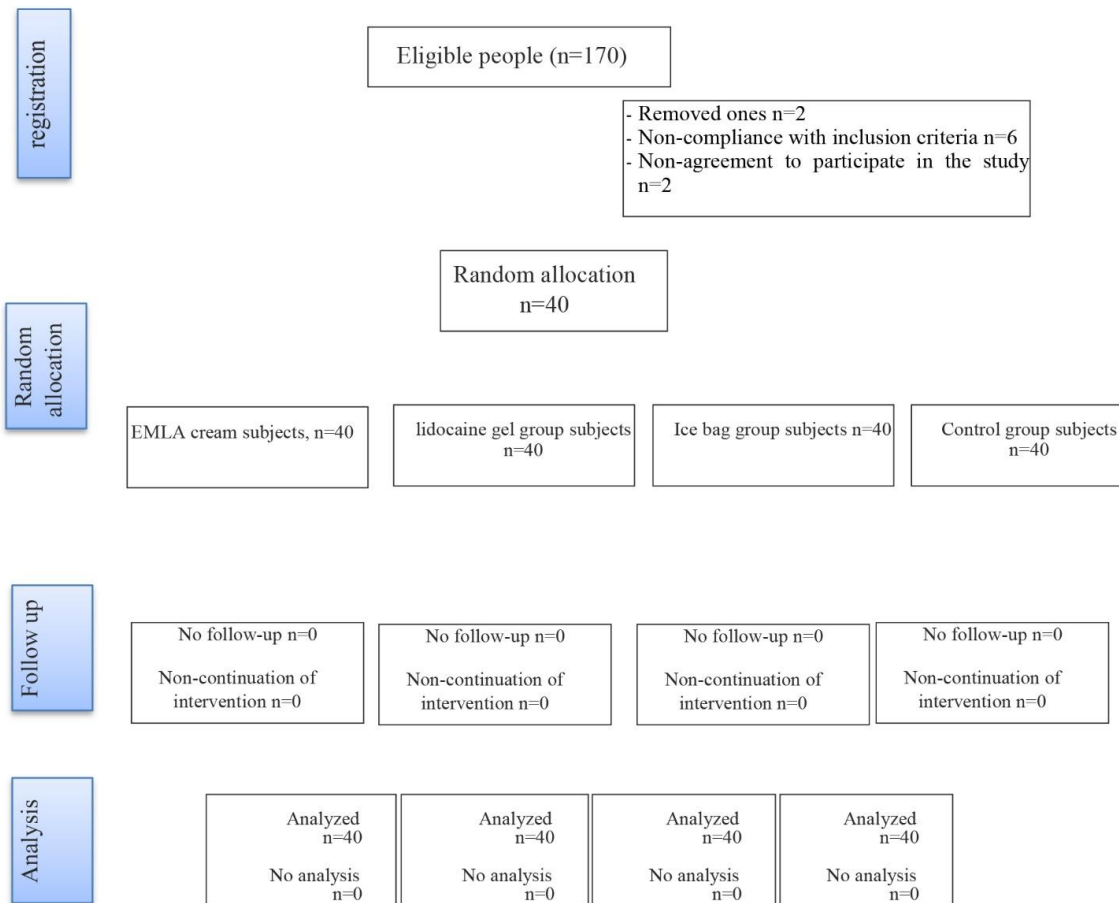 registration
Eligible people (n=170)
- Removed ones n=2
- Non-compliance with inclusion criteria n=6
- Non-agreement to participate in the study
n=2
Random allocation
n=40
Random
allocation
EMLA cream subjects, n=40
lidocaine gel group subjects
n=40
Ice bag group subjects n=40
Control group subjects
n=40
Follow up
No follow-up n=0
Non-continuation of
intervention n=0
No follow-up n=0
Non-continuation of
intervention n=0
No follow-up n=0
Non-continuation of
intervention n=0
No follow-up n=0
Non-continuation of
intervention n=0
Analysis
Analyzed
n=40
No analysis
n=0
Analyzed
n=40
No analysis
n=0
Analyzed
n=40
No analysis
n=0
Analyzed
n=40
No analysis
n=0